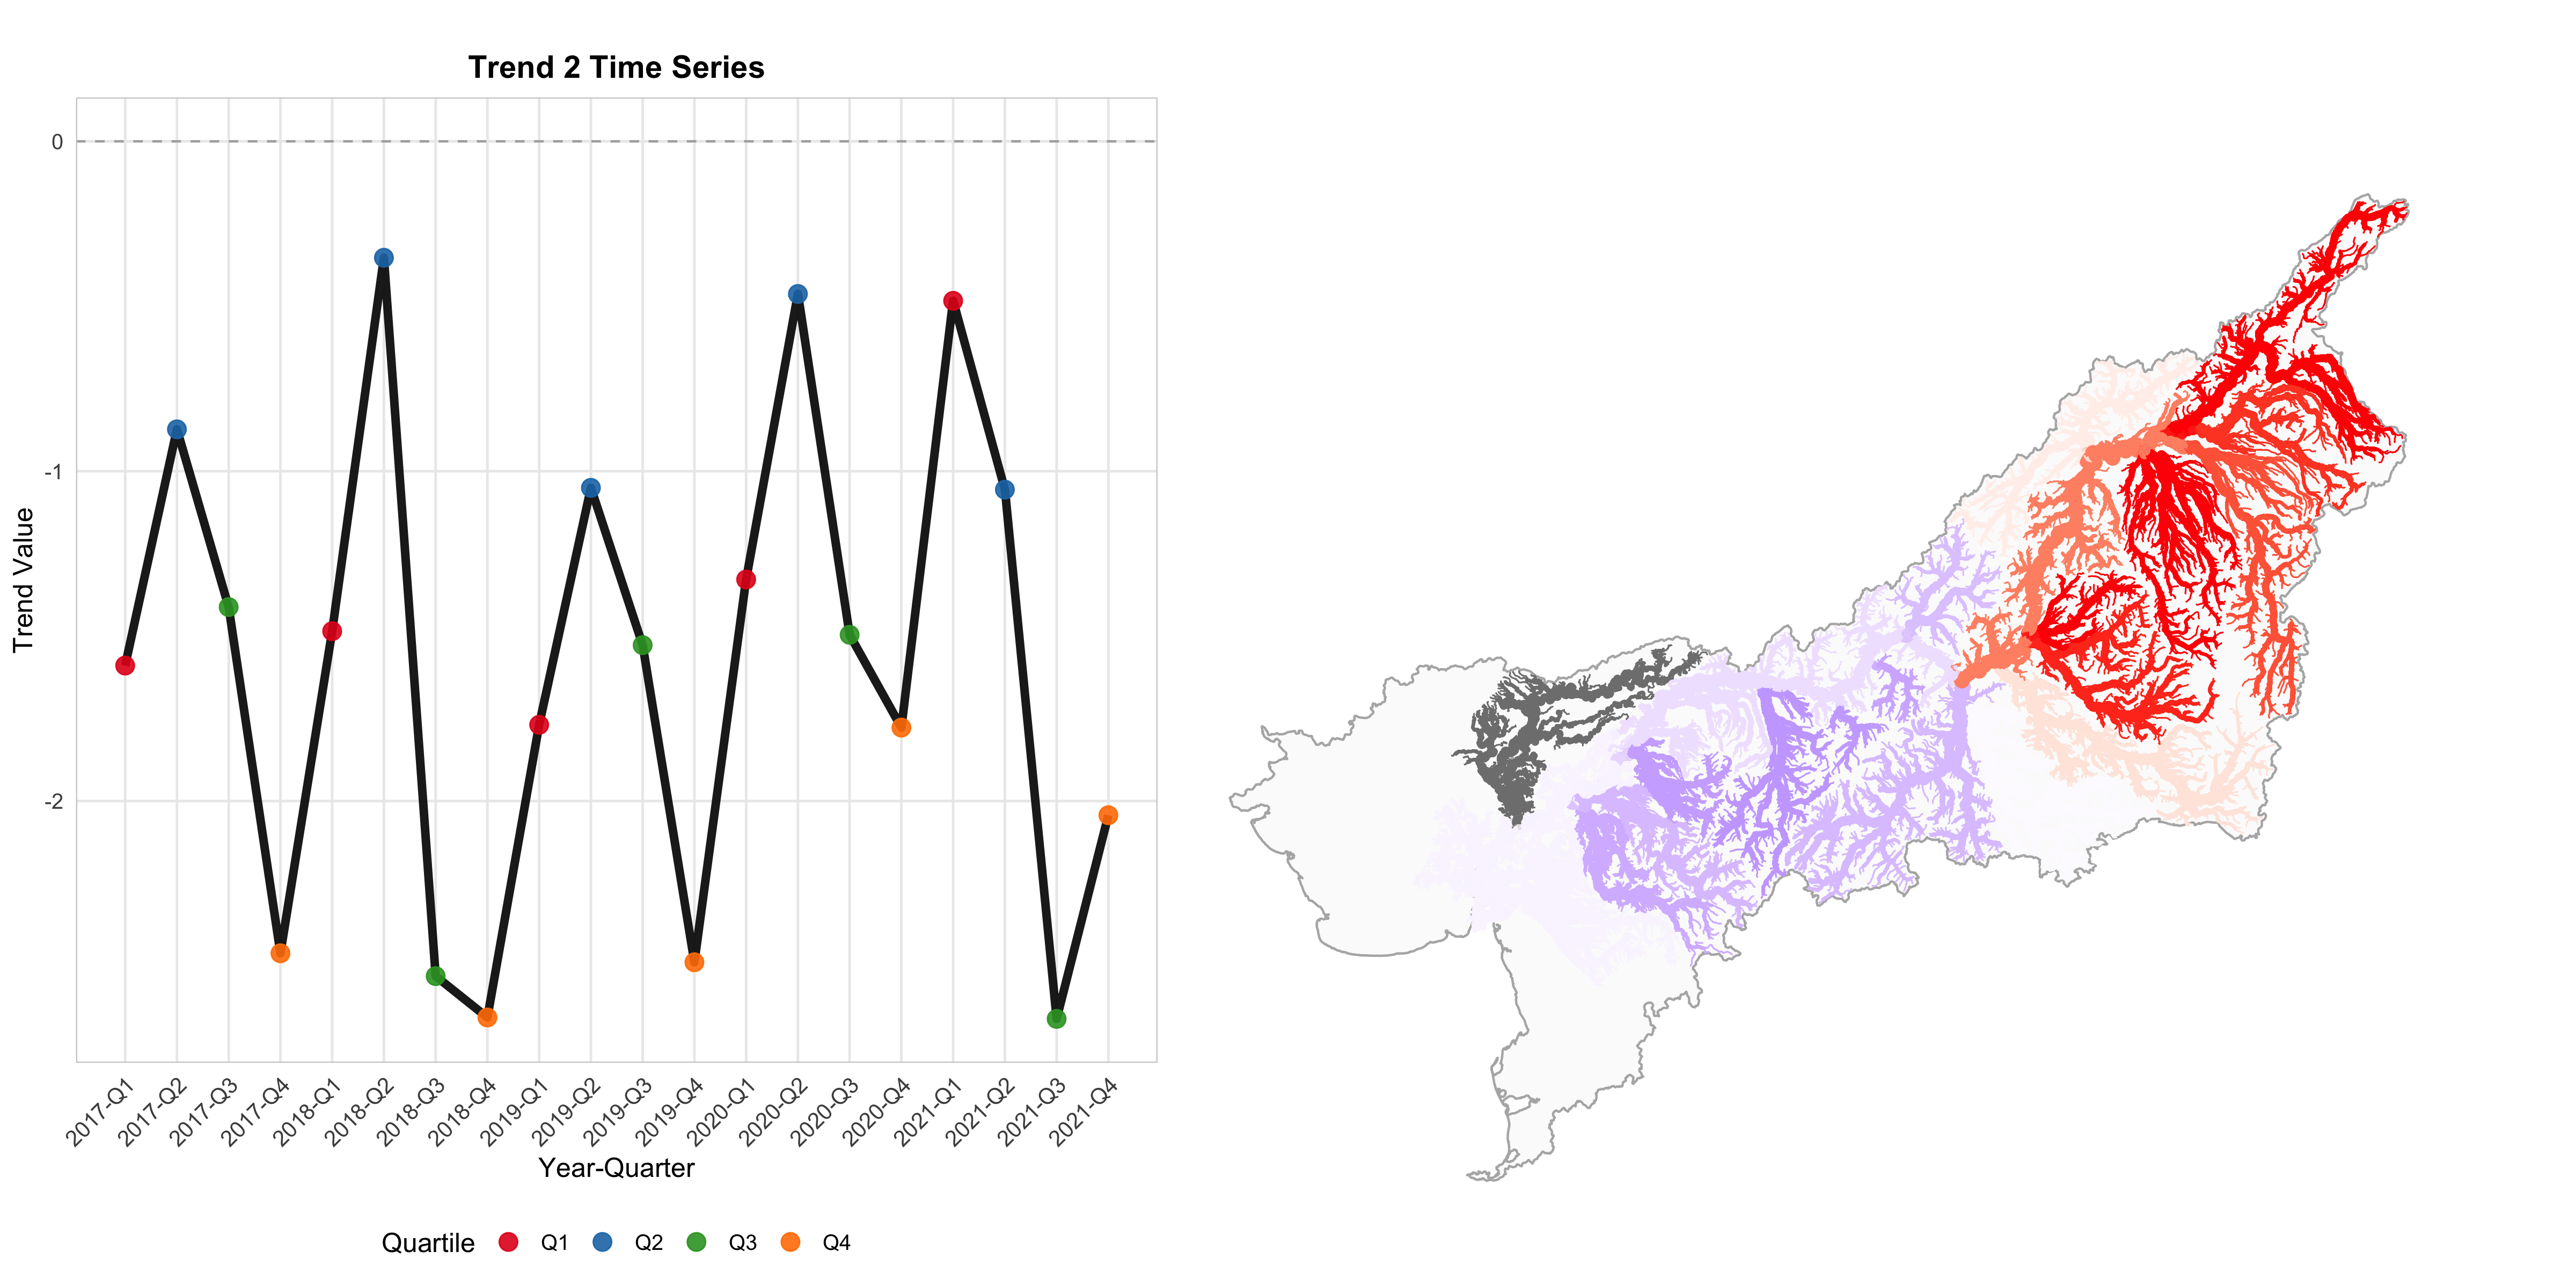 Trend 2 Time Series
Trend Value
0
-1
-2
2017-Q1
2017-Q2
2017-Q3
2017-Q4
2018-Q1
2018-Q2
2018-Q3
2018-Q4
2019-Q1
2019-Q2
2019-Q3
2019-Q4
2020-Q1
2020-Q2
2020-Q3
2020-Q4
2021-Q1
2021-Q2
2021-Q3
2021-Q4
Year-Quarter
Quartile Q1 Q2 Q3 Q4